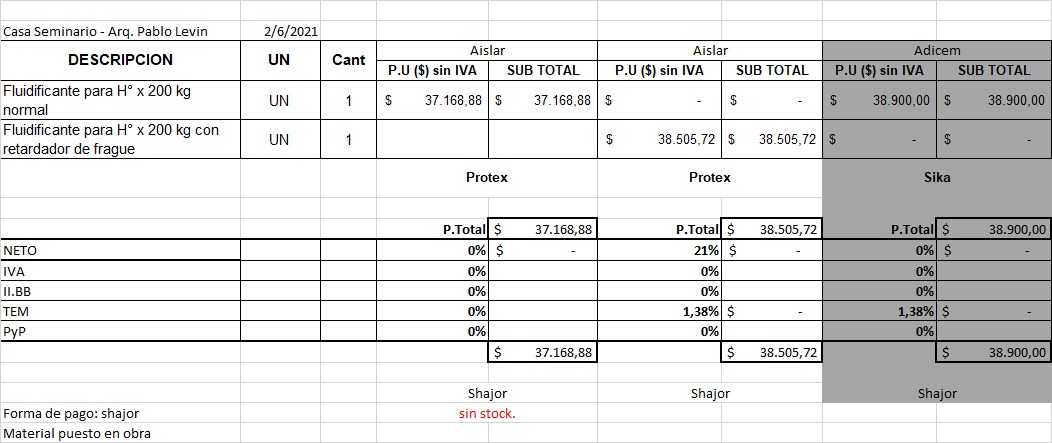 Casa Seminario - Arq. Pablo Levin 2/6/2021
Aislar Aislar Adicem
DESCRIPCION UN Cant P.U ($) sin IVA SUB TOTAL P.U ($) sin IVA SUB TOTAL P.U ($) sin IVA SUB TOTAL
Fluidificante para H° x 200 kg
normal UN 1 $ 37.168,88 $ 37.168,88 $ - $ - $ 38.900,00 $ 38.900,00
Fluidificante para H° x 200 kg con
retardador de frague UN 1 $ 38.505,72 $ 38.505,72 $ - $ -
Protex Protex Sika
P.Total $ 37.168,88 P.Total $ 38.505,72 P.Total $ 38.900,00
NETO 0% $ - 21% $ - 0% $ -
IVA 0% 0% 0%
II.BB 0% 0% 0%
TEM 0% 1,38% $ - 1,38% $ -
PyP 0% 0% 0%
$ 37.168,88 $ 38.505,72 $ 38.900,00
Shajor Shajor Shajor
Forma de pago: shajor sin stock.
Material puesto en obra